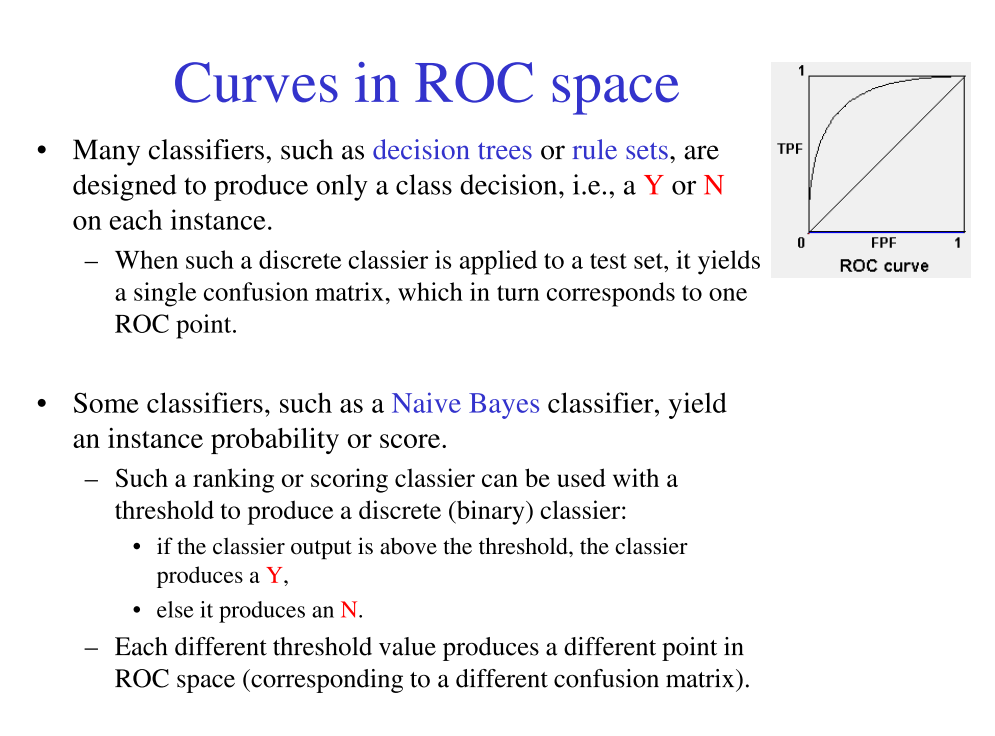 Curves in ROC space
• Many classifiers, such as decision trees or rule sets, are
designed to produce only a class decision, i.e., a Y or N
on each instance.
– When such a discrete classier is applied to a test set, it yields
a single confusion matrix, which in turn corresponds to one
ROC point.
• Some classifiers, such as a Naive Bayes classifier, yield
an instance probability or score.
– Such a ranking or scoring classier can be used with a
threshold to produce a discrete (binary) classier:
• if the classier output is above the threshold, the classier
produces a Y,
• else it produces an N.
– Each different threshold value produces a different point in
ROC space (corresponding to a different confusion matrix).
1
TPF
0 FPF 1
ROC curve